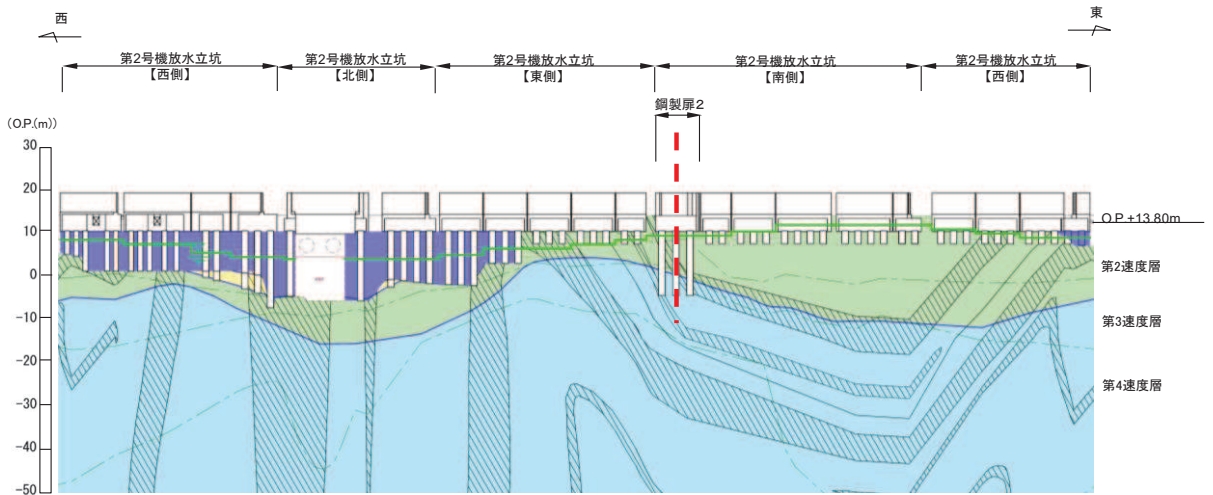 西
東
第2号機放水立坑
【西側】
第2号機放水立坑
【北側】
第2号機放水立坑
【東側】
第2号機放水立坑
【南側】
第2号機放水立坑
【西側】
鋼製扉2
(O.P.(m))
30
20
10
0
-10
-20
-30
-40
-50
O.P.+13.80m
第2速度層
第3速度層
第4速度層